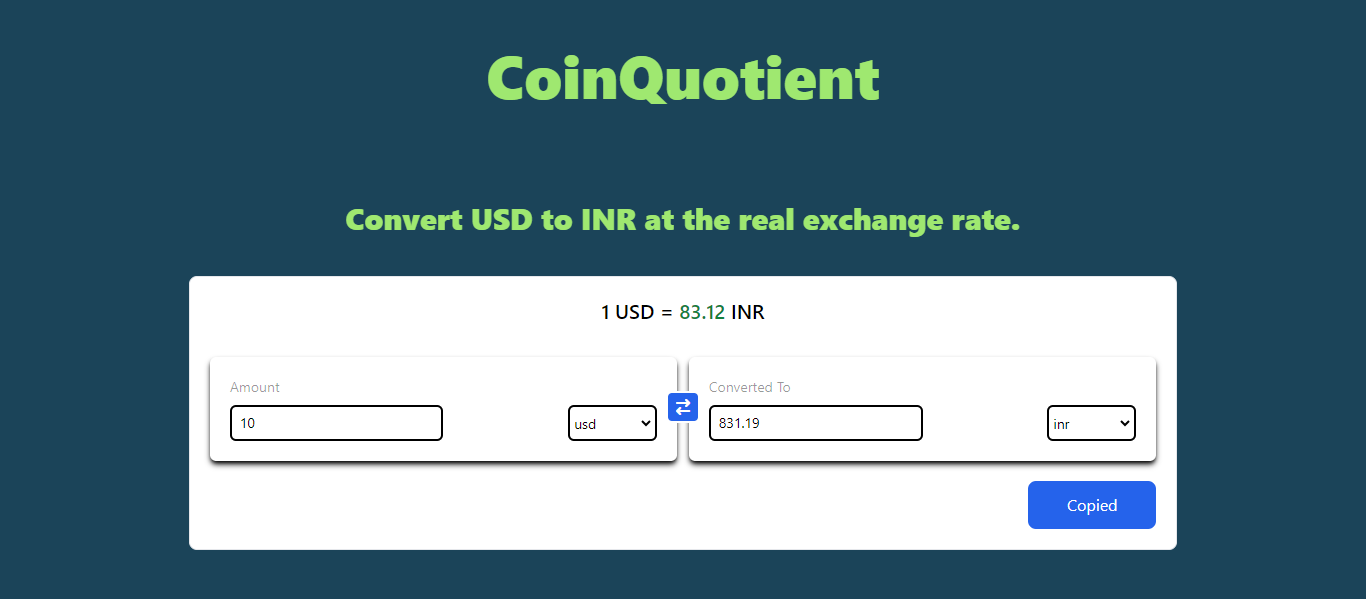 CoinQuotient
Convert USD to INR at the real exchange rate.
1 USD = 83.12 INR
Amount
10
usd
Converted To
831.19
inr
Copied